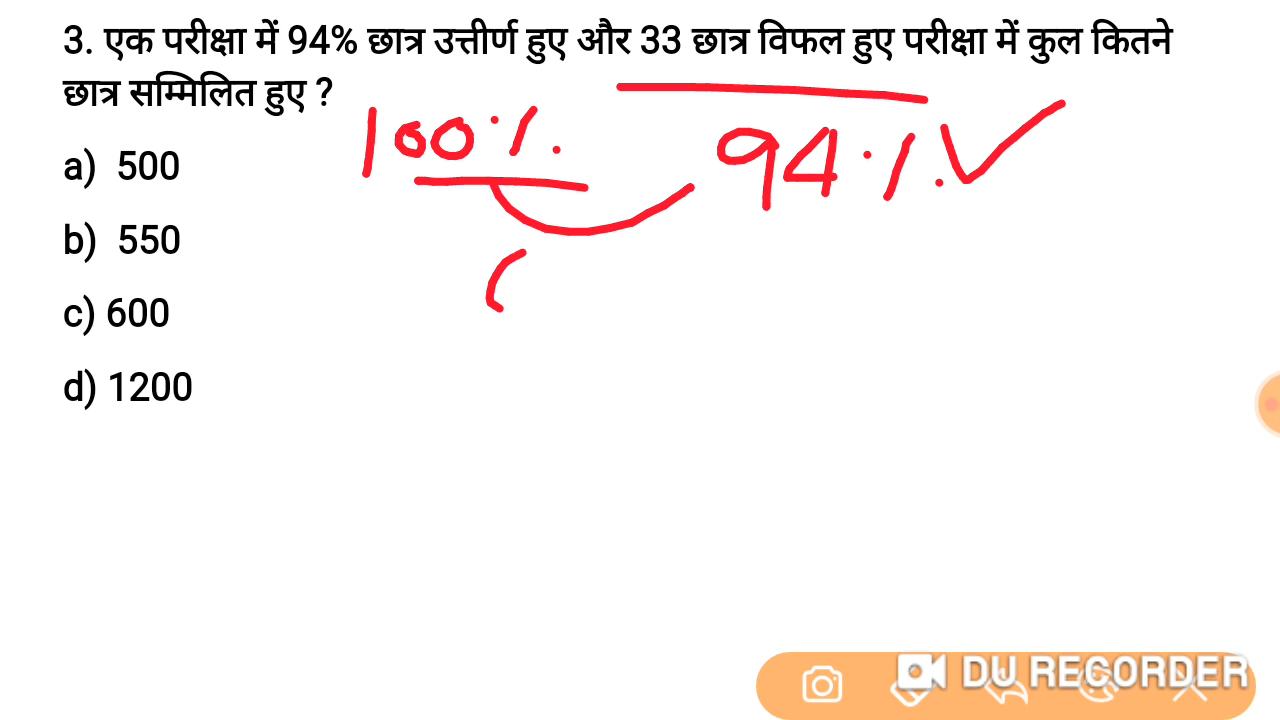 3. एक परीक्षा में 94% छात्र उत्तीर्ण हुए और 33 छात्र विफल हुए परीक्षा में कुल कितने
छात्र सम्मिलित हुए ?
100%.
94%.
a) 500
b) 550
c) 600
d) 1200
DU RECORDER